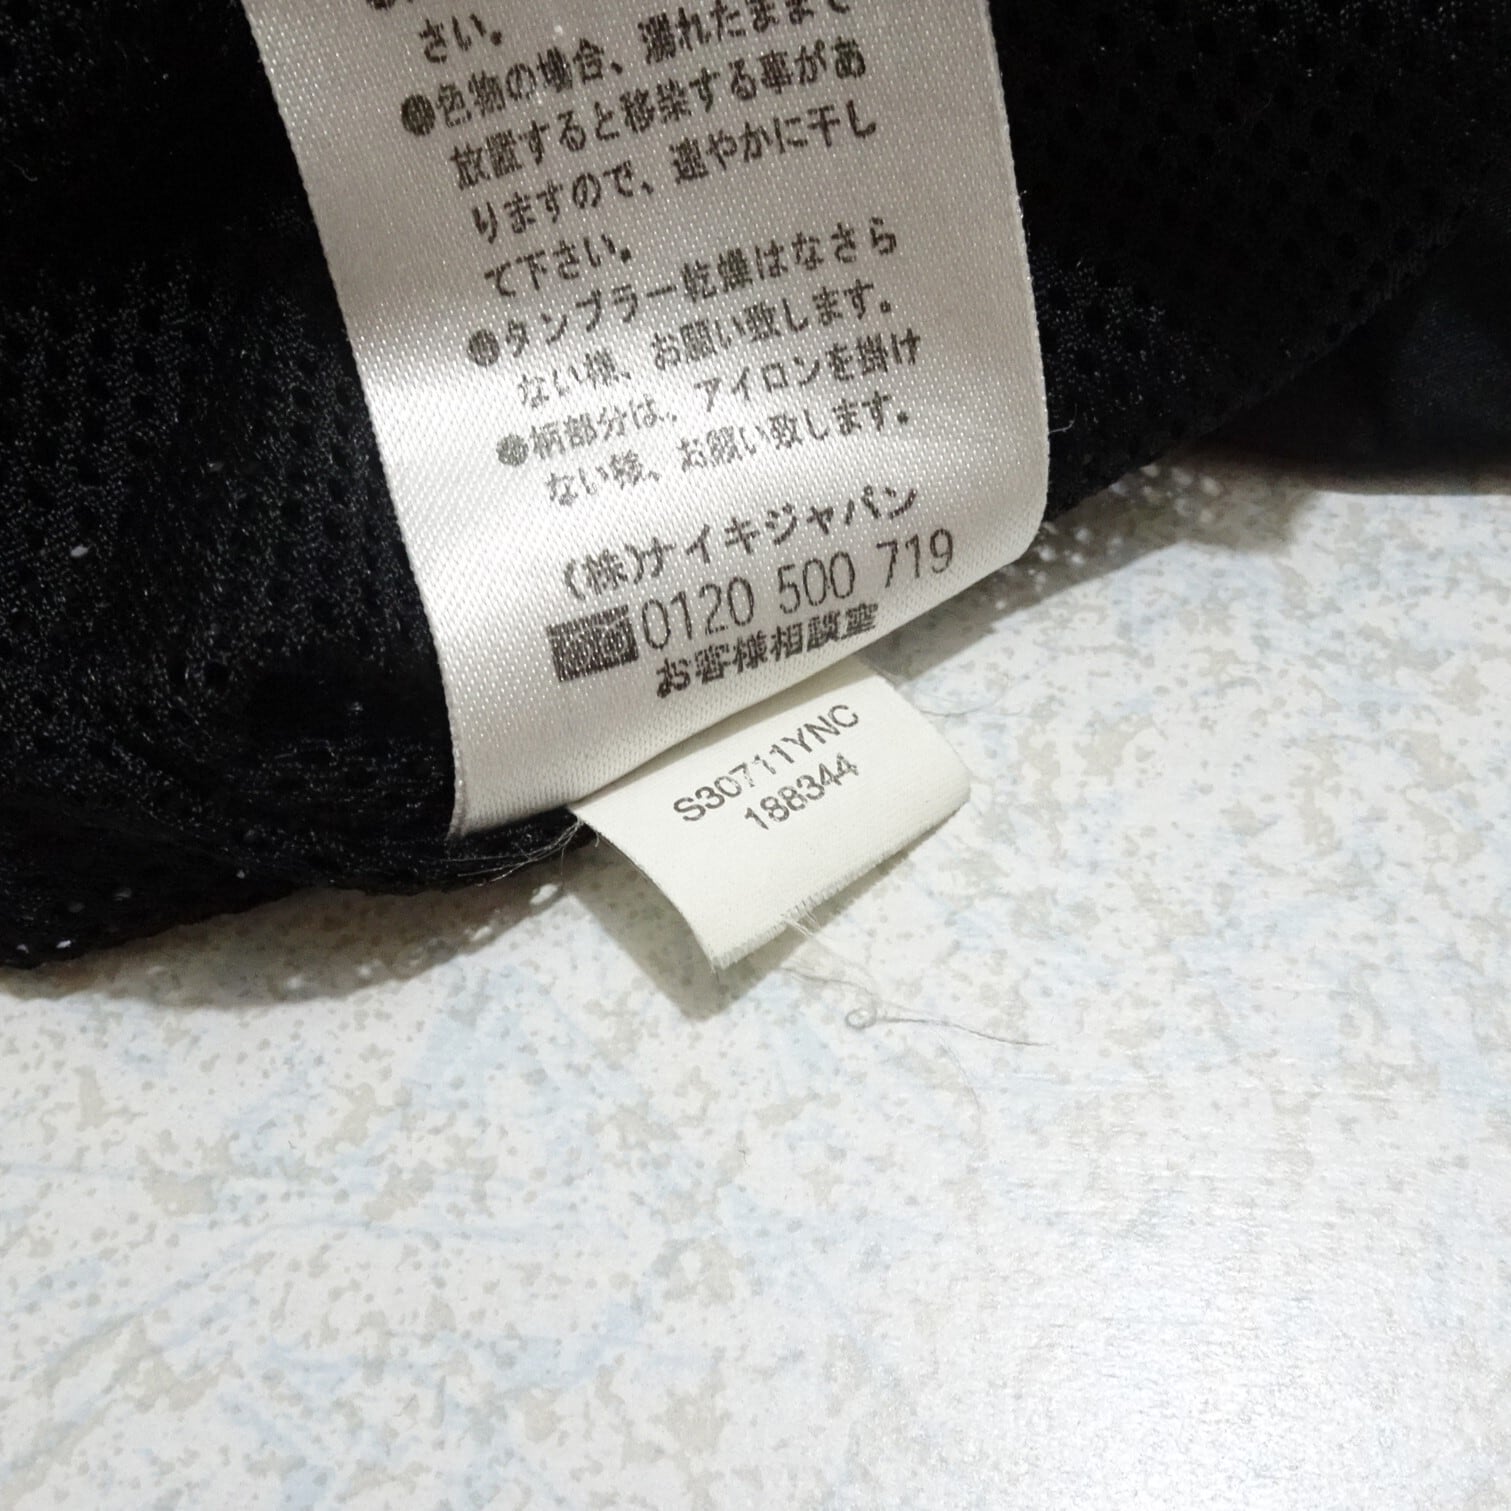 さい。
●色物の場合、濡れたままで
放置すると移染する事があ
りますので、速やかに干し
て下さい。
●タンブラー乾燥はなさら
ない様、お願い致します。
●柄部分は、アイロンを掛け
ない様、お願い致します。
(株)ナイキジャパン
0120 500 719
お客様相談室
S30711YNC
188344